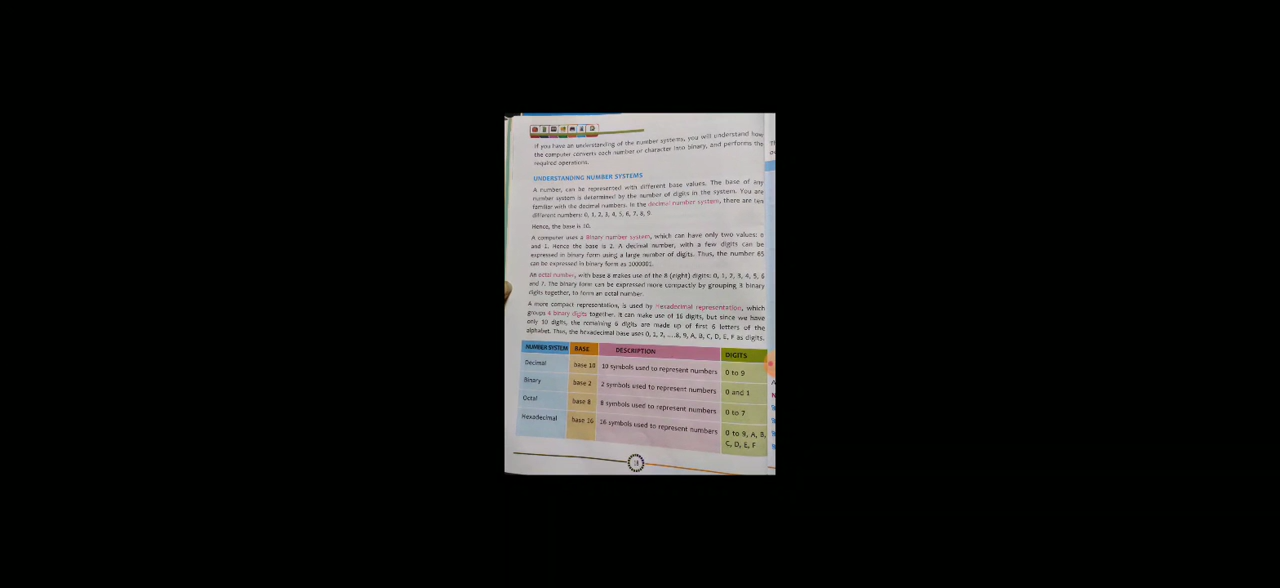 If you have an understanding of the number systems, you will understand how
the computer converts each number or character into binary, and performs the
required operations.
UNDERSTANDING NUMBER SYSTEMS
A number, can be represented with different base values. The base of any
number system is determined by the number of digits in the system. You are
familiar with the decimal numbers. In the decimal number system, there are ten
different numbers: 0, 1, 2, 3, 4, 5, 6, 7, 8, 9.
Hence, the base is 10.
A computer uses a Binary number system, which can have only two values: 0
and 1. Hence the base is 2. A decimal number, with a few digits can be
expressed in binary form using a large number of digits. Thus, the number 65
can be expressed in binary form as 1000001.
An octal number, with base 8 makes use of the 8 (eight) digits: 0, 1, 2, 3, 4, 5, 6
and 7. The binary form can be expressed more compactly by grouping 3 binary
digits together, to form an octal number.
A more compact representation, is used by Hexadecimal representation, which
groups 4 binary digits together. It can make use of 16 digits, but since we have
only 10 digits, the remaining 6 digits are made up of first 6 letters of the
alphabet. Thus, the hexadecimal base uses 0, 1, 2, ....8, 9, A, B, C, D, E, F as digits.
NUMBER SYSTEM BASE DESCRIPTION DIGITS
Decimal base 10 10 symbols used to represent numbers 0 to 9
Binary base 2 2 symbols used to represent numbers 0 and 1
Octal base 8 8 symbols used to represent numbers 0 to 7
Hexadecimal base 16 16 symbols used to represent numbers 0 to 9, A, B,
C, D, E, F